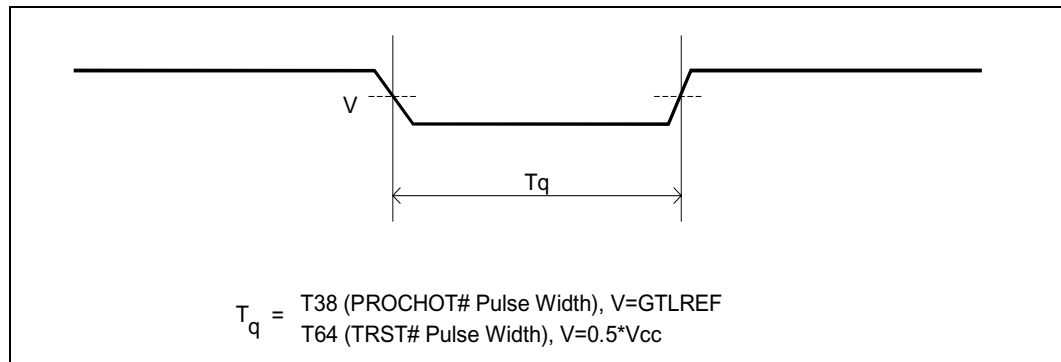 V
Tq
Tq = T38 (PROCHOT# Pulse Width), V=GTLREF
T64 (TRST# Pulse Width), V=0.5*Vcc